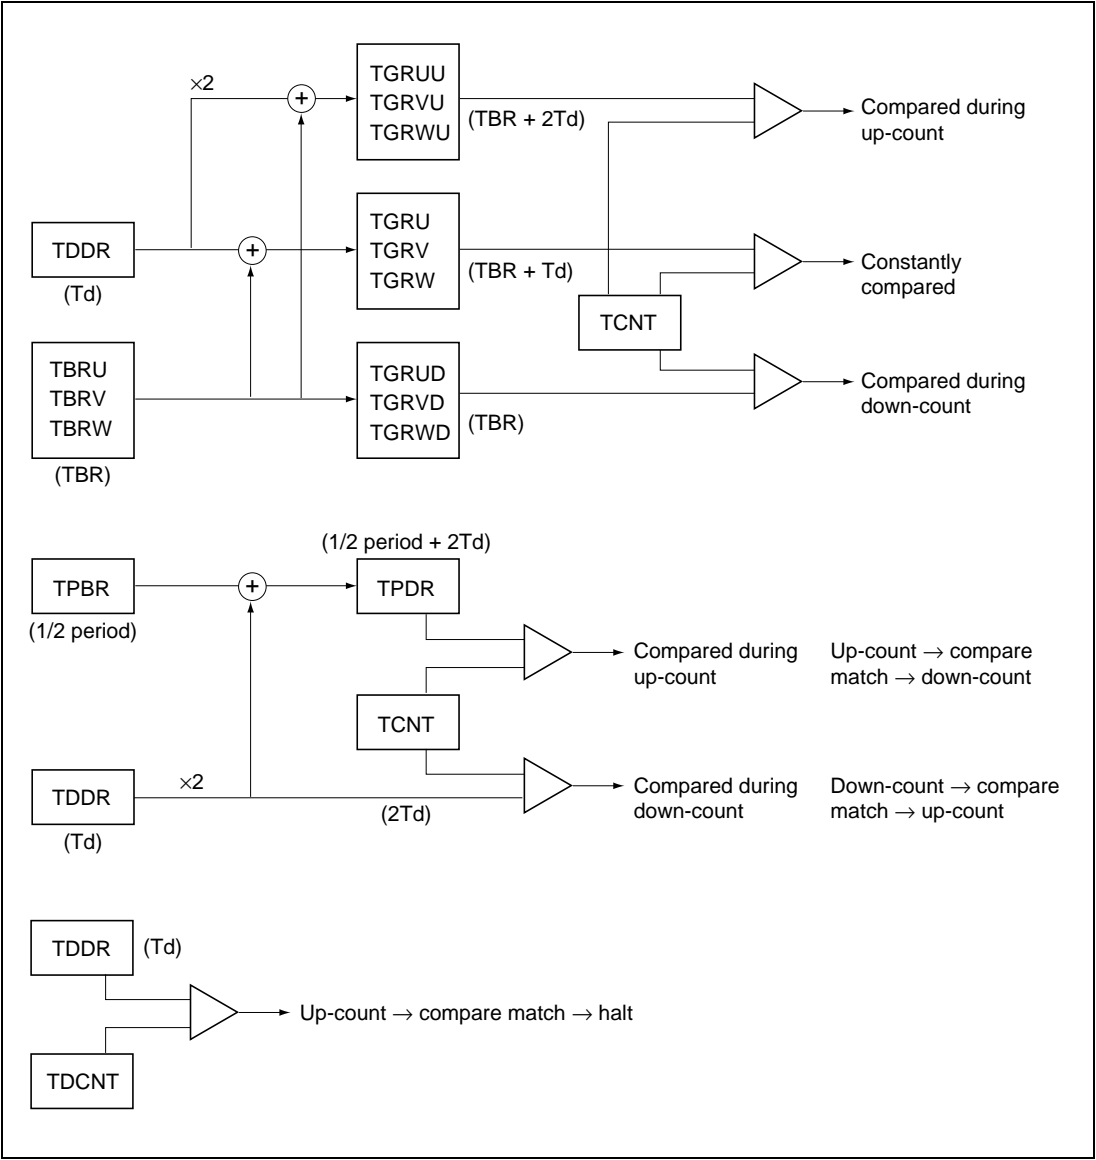 ×2
+
TGRUU
TGRVU
TGRWU
(TBR + 2Td)
Compared during
up-count
TDDR
(Td)
+
TGRU
TGRV
TGRW
(TBR + Td)
Constantly
compared
TCNT
TBRU
TBRV
TBRW
(TBR)
TGRUD
TGRVD
TGRWD
(TBR)
Compared during
down-count
(1/2 period + 2Td)
TPBR
(1/2 period)
+
TPDR
Compared during
up-count
Up-count → compare
match → down-count
TCNT
TDDR
(Td)
×2
(2Td)
Compared during
down-count
Down-count → compare
match → up-count
TDDR
(Td)
Up-count → compare match → halt
TDCNT